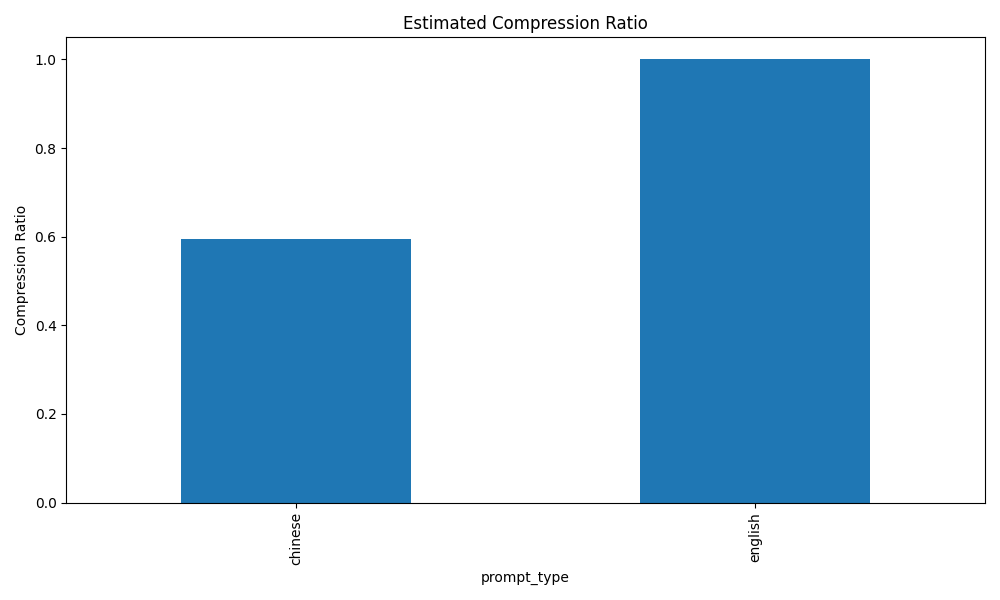 Estimated Compression Ratio
Compression Ratio
1.0
0.8
0.6
0.4
0.2
0.0
chinese
english
prompt_type